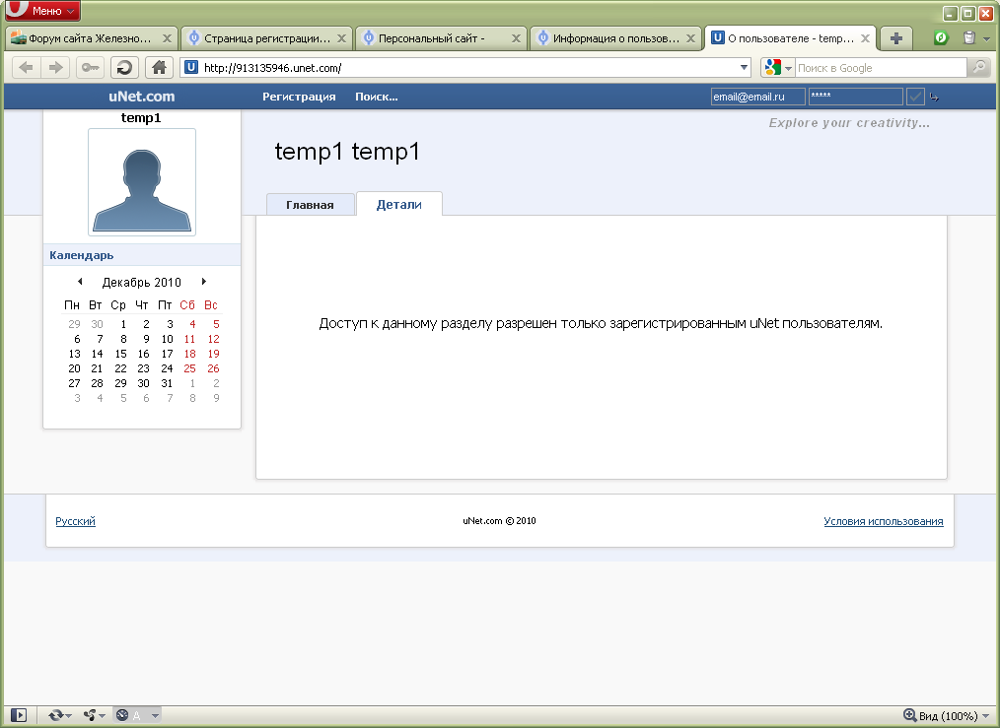 Меню
Форум сайта Железно...
Страница регистрации...
Персональный сайт -
Информация о пользов...
О пользователе - temp...
http://913135946.unet.com/
Поиск в Google
uNet.com
Регистрация
Поиск...
email@email.ru
*****
temp1
Explore your creativity...
temp1 temp1
Главная
Детали
Календарь
Декабрь 2010
Пн Вт Ср Чт Пт Сб Вс
29 30 1 2 3 4 5
6 7 8 9 10 11 12
13 14 15 16 17 18 19
20 21 22 23 24 25 26
27 28 29 30 31 1 2
3 4 5 6 7 8 9
Доступ к данному разделу разрешен только зарегистрированным uNet пользователям.
Русский
uNet.com © 2010
Условия использования
A
Вид (100%)